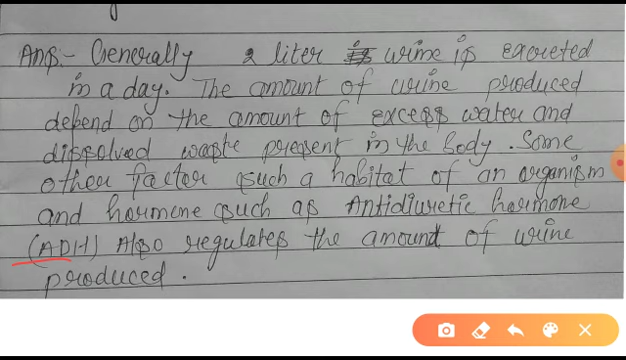 Ans:- Generally 2 liter is urine is excreted
in a day. The amount of urine produced
depend on the amount of excess water and
dissolved waste present in the body. Some
other factor such a habitat of an organism
and hormone such as Antidiuretic hormone
(ADH) Also regulates the amount of urine
produced.